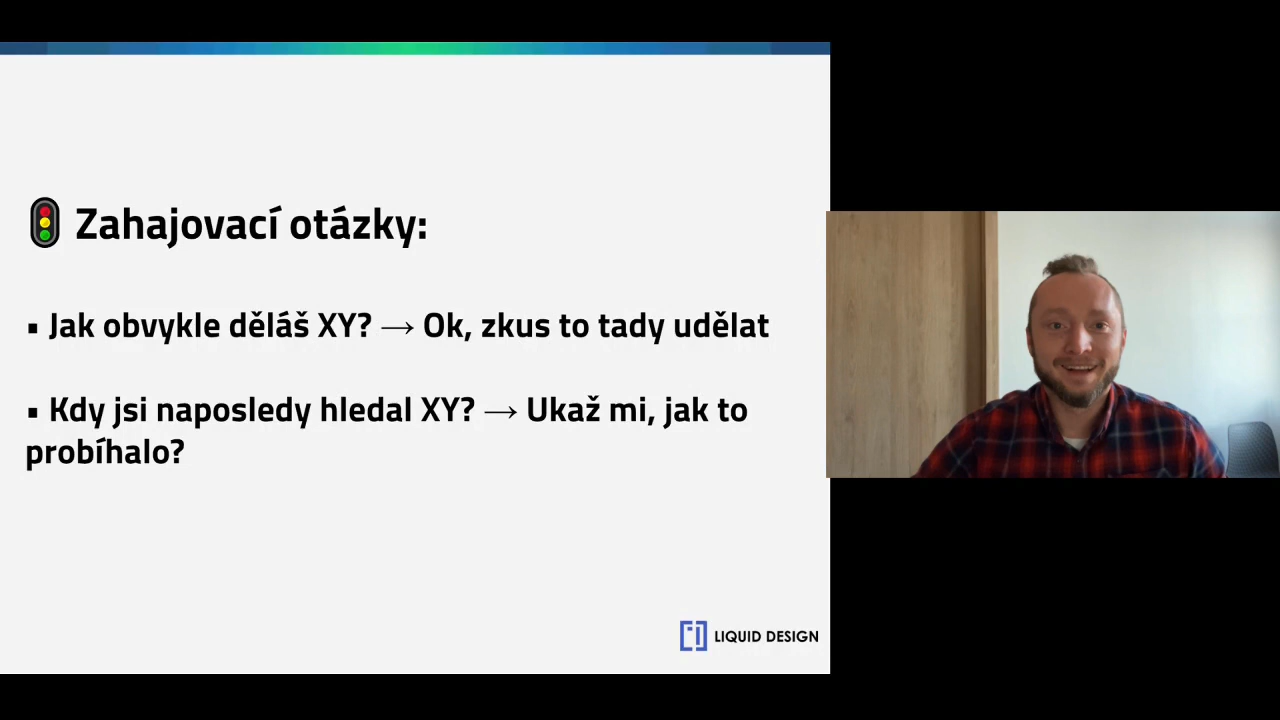 Zahajovací otázky:
▪ Jak obvykle děláš XY? → Ok, zkus to tady udělat
▪ Kdy jsi naposledy hledal XY? → Ukaž mi, jak to
probíhalo?
LIQUID DESIGN